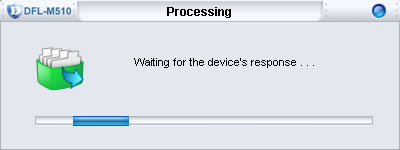 DFL-M510
Processing
Waiting for the device's response . . .